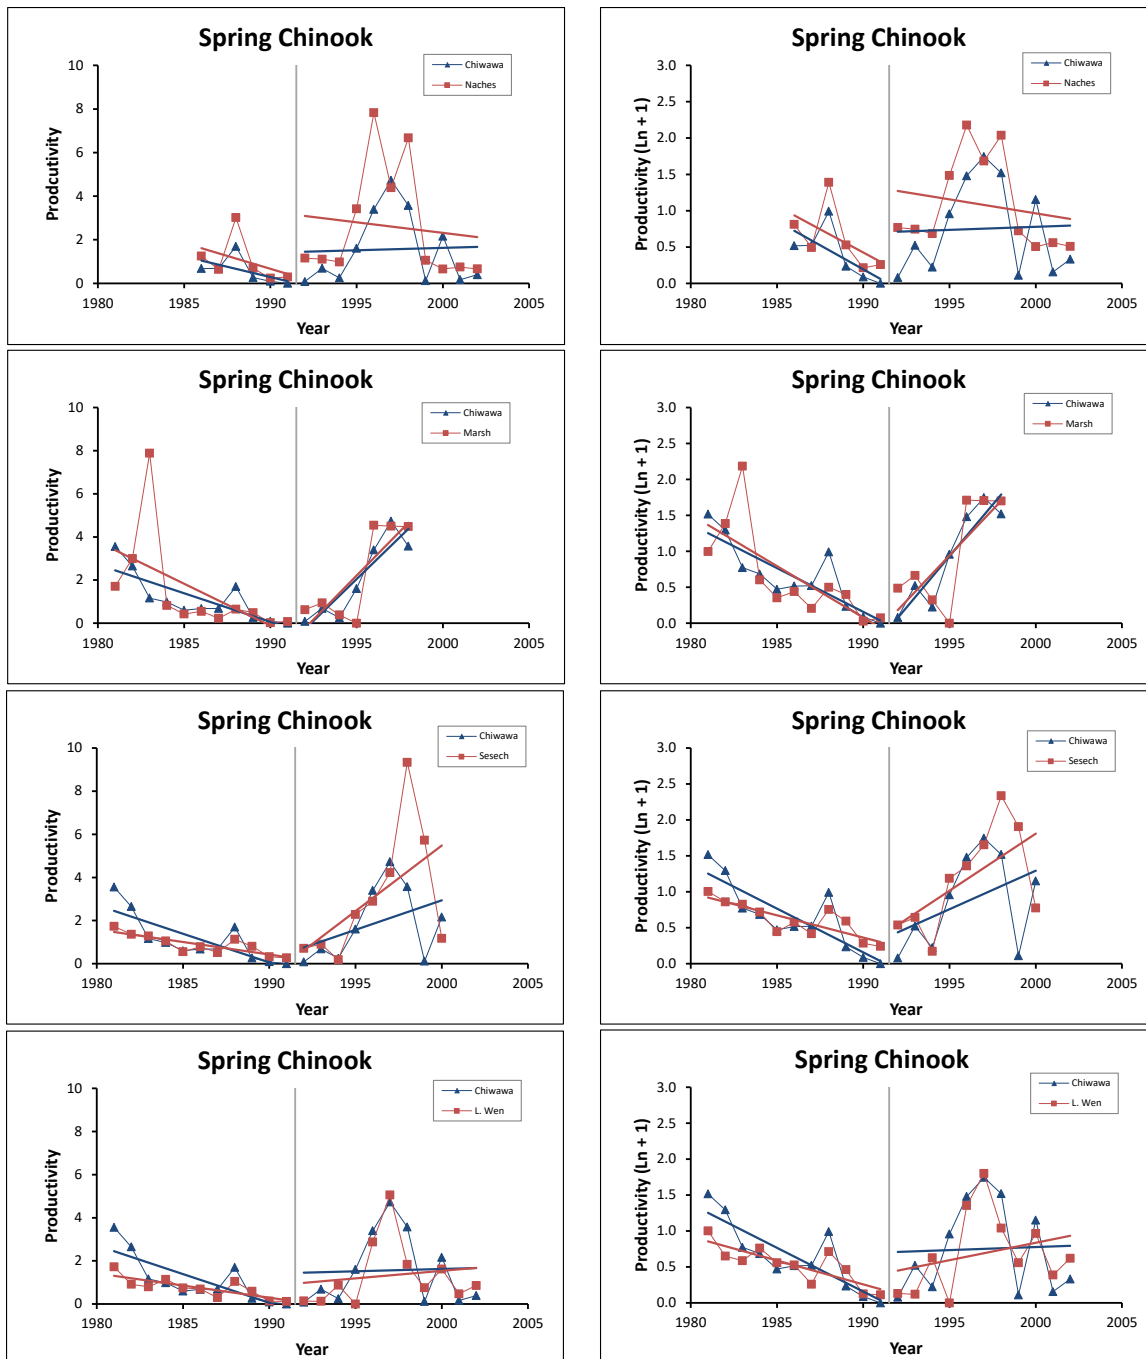 Spring Chinook
Chiwawa
Naches
Prodcutivity
10
8
6
4
2
0
1980 1985 1990 1995 2000 2005
Year
Spring Chinook
Chiwawa
Naches
Productivity (Ln + 1)
3.0
2.5
2.0
1.5
1.0
0.5
0.0
1980 1985 1990 1995 2000 2005
Year
Spring Chinook
Chiwawa
Marsh
Productivity
10
8
6
4
2
0
1980 1985 1990 1995 2000 2005
Year
Spring Chinook
Chiwawa
Marsh
Productivity (Ln + 1)
3.0
2.5
2.0
1.5
1.0
0.5
0.0
1980 1985 1990 1995 2000 2005
Year
Spring Chinook
Chiwawa
Sesech
Productivity
10
8
6
4
2
0
1980 1985 1990 1995 2000 2005
Year
Spring Chinook
Chiwawa
Sesech
Productivity (Ln + 1)
3.0
2.5
2.0
1.5
1.0
0.5
0.0
1980 1985 1990 1995 2000 2005
Year
Spring Chinook
Chiwawa
L. Wen
Productivity
10
8
6
4
2
0
1980 1985 1990 1995 2000 2005
Year
Spring Chinook
Chiwawa
L. Wen
Productivity (Ln + 1)
3.0
2.5
2.0
1.5
1.0
0.5
0.0
1980 1985 1990 1995 2000 2005
Year